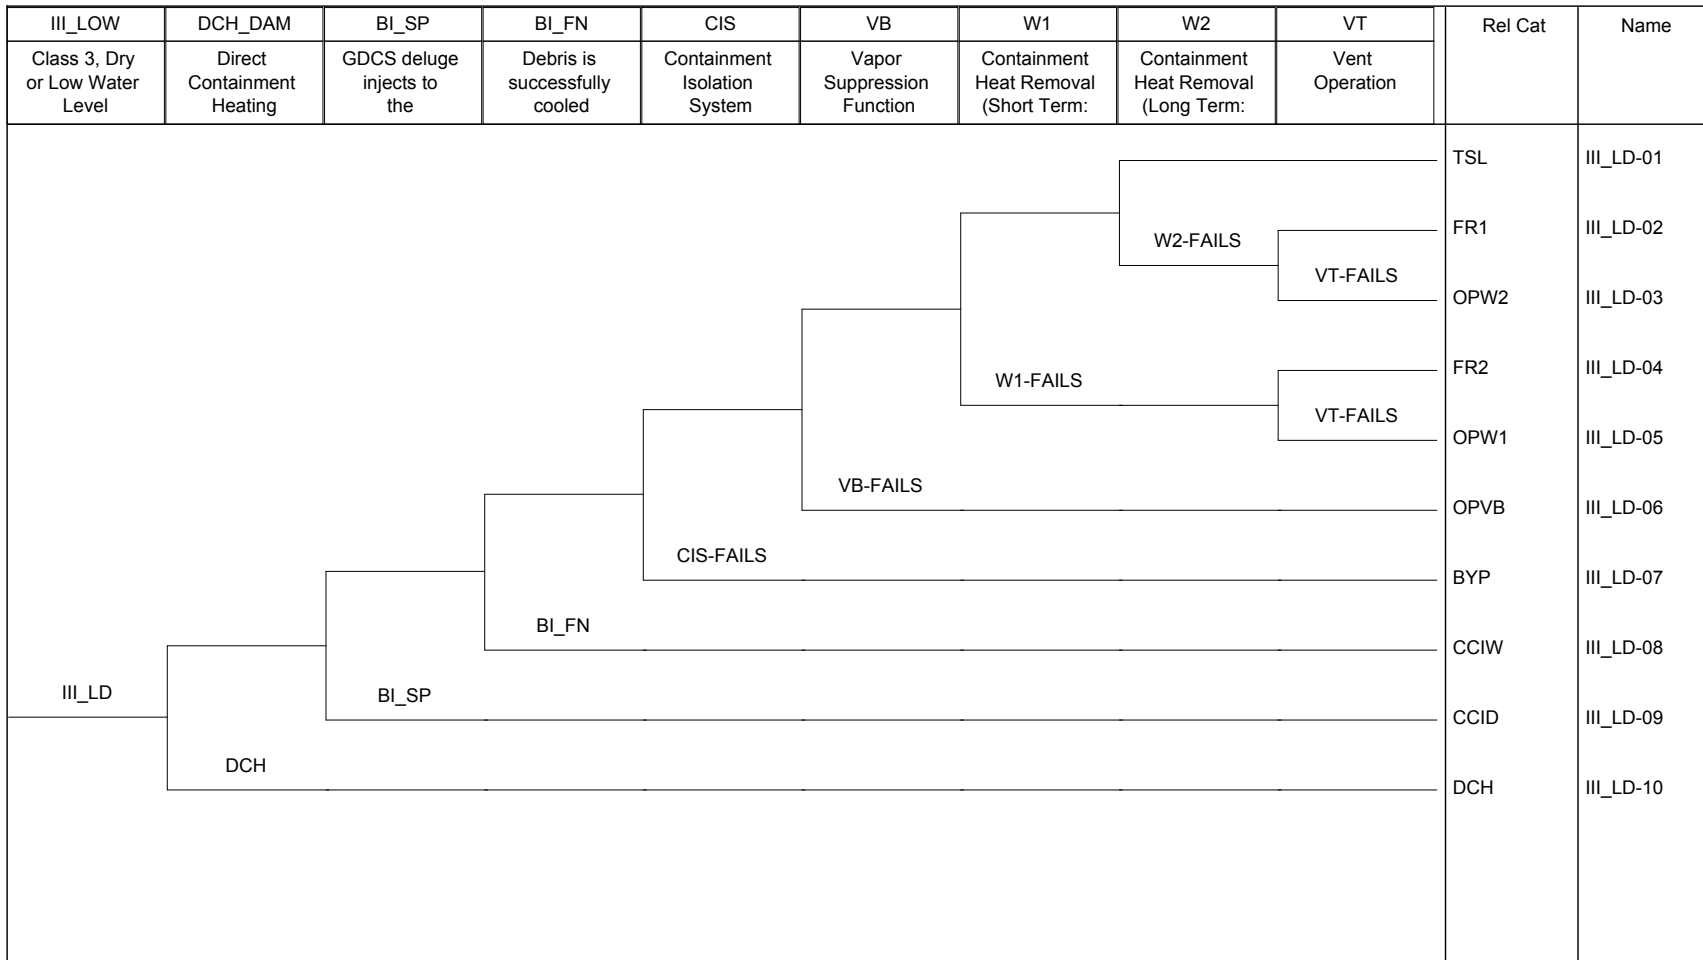 III_LOW DCH_DAM BI_SP BI_FN CIS VB W1 W2 VT Rel Cat Name
Class 3, Dry or Low Water Level
Direct Containment Heating
GDCS deluge injects to the
Debris is successfully cooled
Containment Isolation System
Vapor Suppression Function
Containment Heat Removal (Short Term:
Containment Heat Removal (Long Term:
Vent Operation
TSL III_LD-01
FR1 III_LD-02
W2-FAILS
VT-FAILS
OPW2 III_LD-03
FR2 III_LD-04
W1-FAILS
VT-FAILS
OPW1 III_LD-05
VB-FAILS
OPVB III_LD-06
CIS-FAILS
BYP III_LD-07
BI_FN
CCIW III_LD-08
III_LD
BI_SP
CCID III_LD-09
DCH
DCH III_LD-10